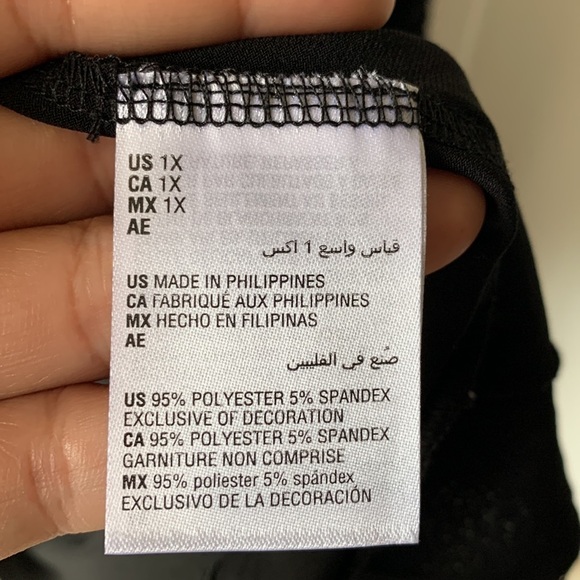 US 1X
CA 1X
MX 1X
AE
قياس واسع 1 اكس
US MADE IN PHILIPPINES
CA FABRIQUÉ AUX PHILIPPINES
MX HECHO EN FILIPINAS
AE
صُنع في الفلبين
US 95% POLYESTER 5% SPANDEX
EXCLUSIVE OF DECORATION
CA 95% POLYESTER 5% SPANDEX
GARNITURE NON COMPRISE
MX 95% poliester 5% spándex
EXCLUSIVO DE LA DECORACIÓN